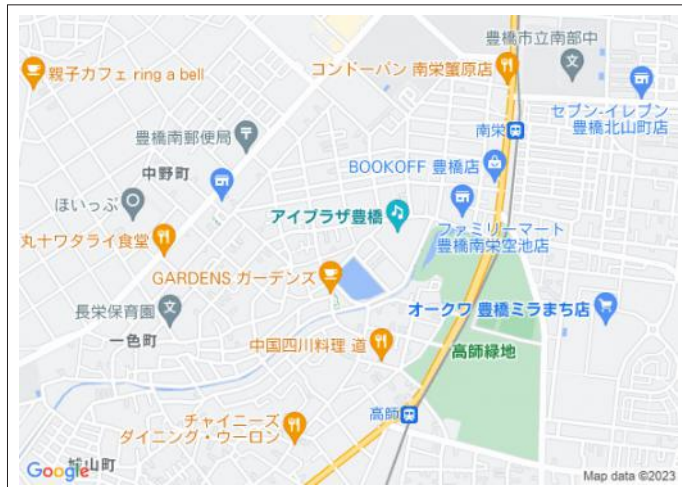 豊橋市立南部中
コンドーパン 南栄蟹原店
親子カフェ ring a bell
セブン-イレブン
豊橋北山町店
豊橋南郵便局
南栄
中野町
BOOKOFF 豊橋店
ほいっぷ
アイプラザ豊橋
ファミリーマート
豊橋南栄空池店
丸十ワタライ食堂
GARDENS ガーデンズ
長栄保育園
オークワ 豊橋ミラまち店
一色町
中国四川料理 道
高師緑地
高師
チャイニーズ
ダイニング・ウーロン
城山町
Google
Map data ©2023